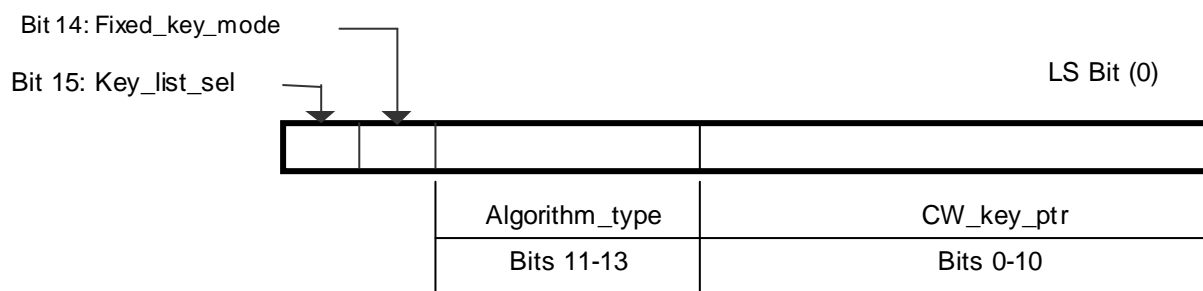 Bit 14: Fixed_key_mode
Bit 15: Key_list_sel
LS Bit (0)
Algorithm_type
CW_key_ptr
Bits 11-13
Bits 0-10